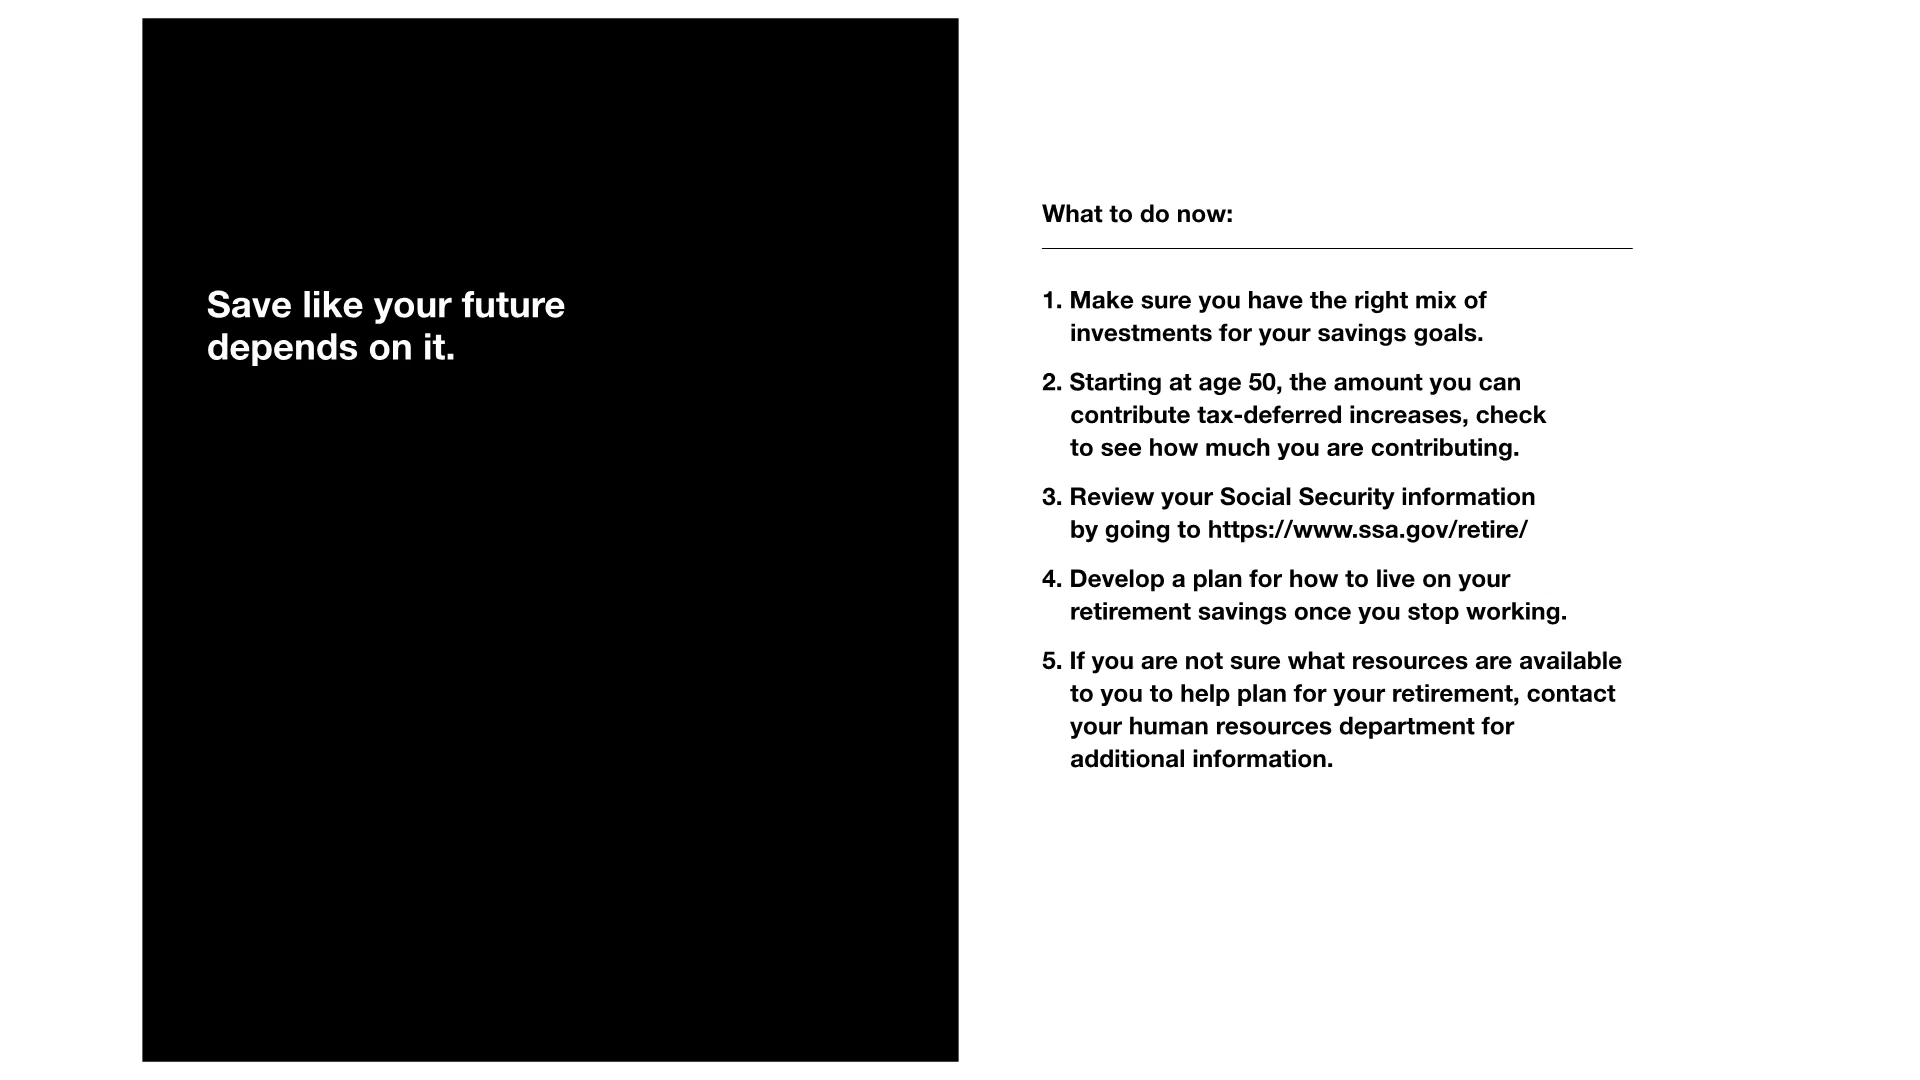 Save like your future
depends on it.
What to do now:
1. Make sure you have the right mix of
investments for your savings goals.
2. Starting at age 50, the amount you can
contribute tax-deferred increases, check
to see how much you are contributing.
3. Review your Social Security information
by going to https://www.ssa.gov/retire/
4. Develop a plan for how to live on your
retirement savings once you stop working.
5. If you are not sure what resources are available
to you to help plan for your retirement, contact
your human resources department for
additional information.